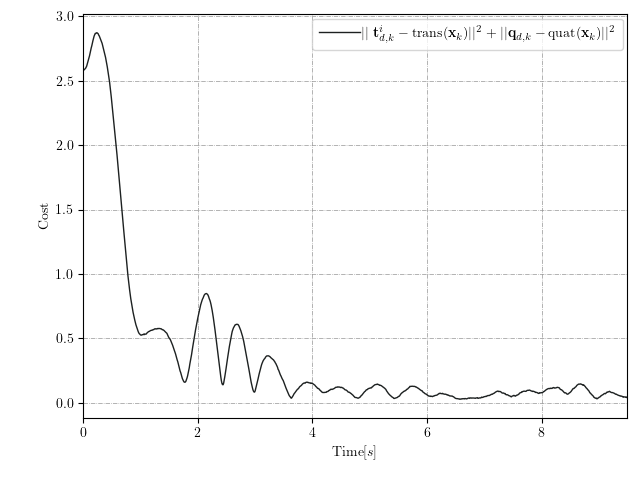 || t^i_{d,k} − trans(x_k)||^2 + ||q_{d,k} − quat(x_k)||^2
3.0
2.5
2.0
1.5
1.0
0.5
0.0
Cost
0 2 4 6 8
Time[s]